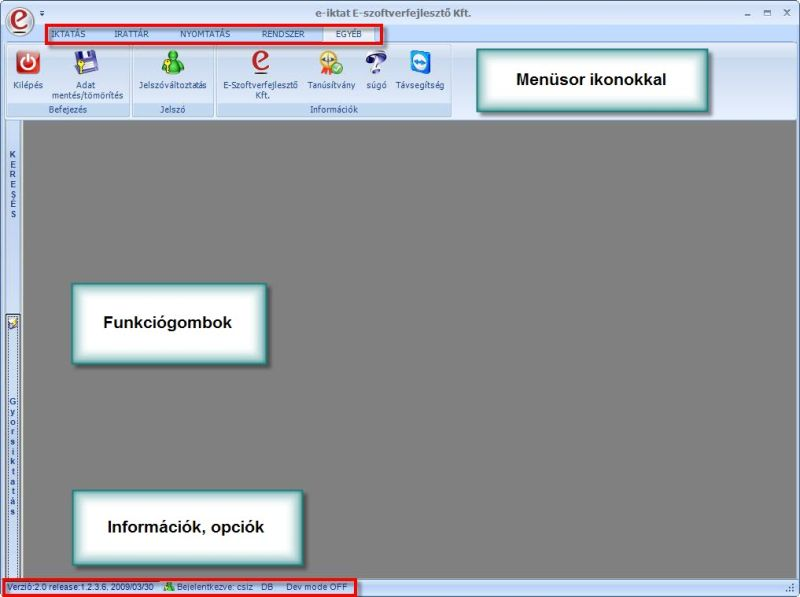 e-iktat E-szoftverfejlesztő Kft.
IKTATÁS IRATTÁR NYOMTATÁS RENDSZER EGYÉB
Kilépés
Adat
mentés/tömörítés
Jelszóváltoztatás
E-Szoftverfejlesztő
Kft.
Tanúsítvány
súgó
Távsegítség
Befejezés
Jelszó
Információk
Menüsor ikonokkal
KERESÉS
Funkciógombok
Gyorsiktatás
Információk, opciók
Verzió:2.0 release:1.2.3.6, 2009/03/30 Bejelentkezve: csiz DB Dev mode OFF